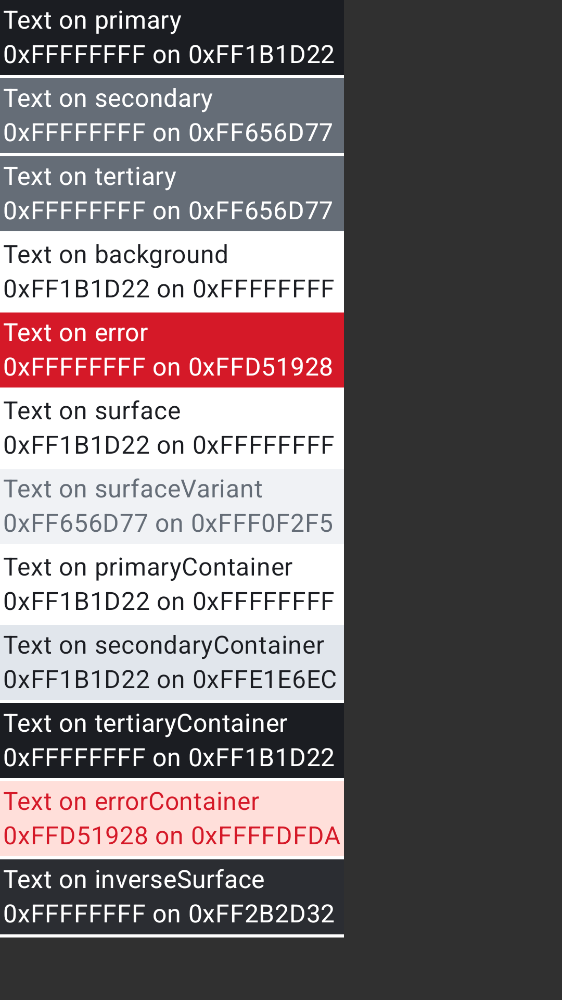 Text on primary
0xFFFFFFFF on 0xFF1B1D22
Text on secondary
0xFFFFFFFF on 0xFF656D77
Text on tertiary
0xFFFFFFFF on 0xFF656D77
Text on background
0xFF1B1D22 on 0xFFFFFFFF
Text on error
0xFFFFFFFF on 0xFFD51928
Text on surface
0xFF1B1D22 on 0xFFFFFFFF
Text on surfaceVariant
0xFF656D77 on 0xFFF0F2F5
Text on primaryContainer
0xFF1B1D22 on 0xFFFFFFFF
Text on secondaryContainer
0xFF1B1D22 on 0xFFE1E6EC
Text on tertiaryContainer
0xFFFFFFFF on 0xFF1B1D22
Text on errorContainer
0xFFD51928 on 0xFFFFDFDA
Text on inverseSurface
0xFFFFFFFF on 0xFF2B2D32